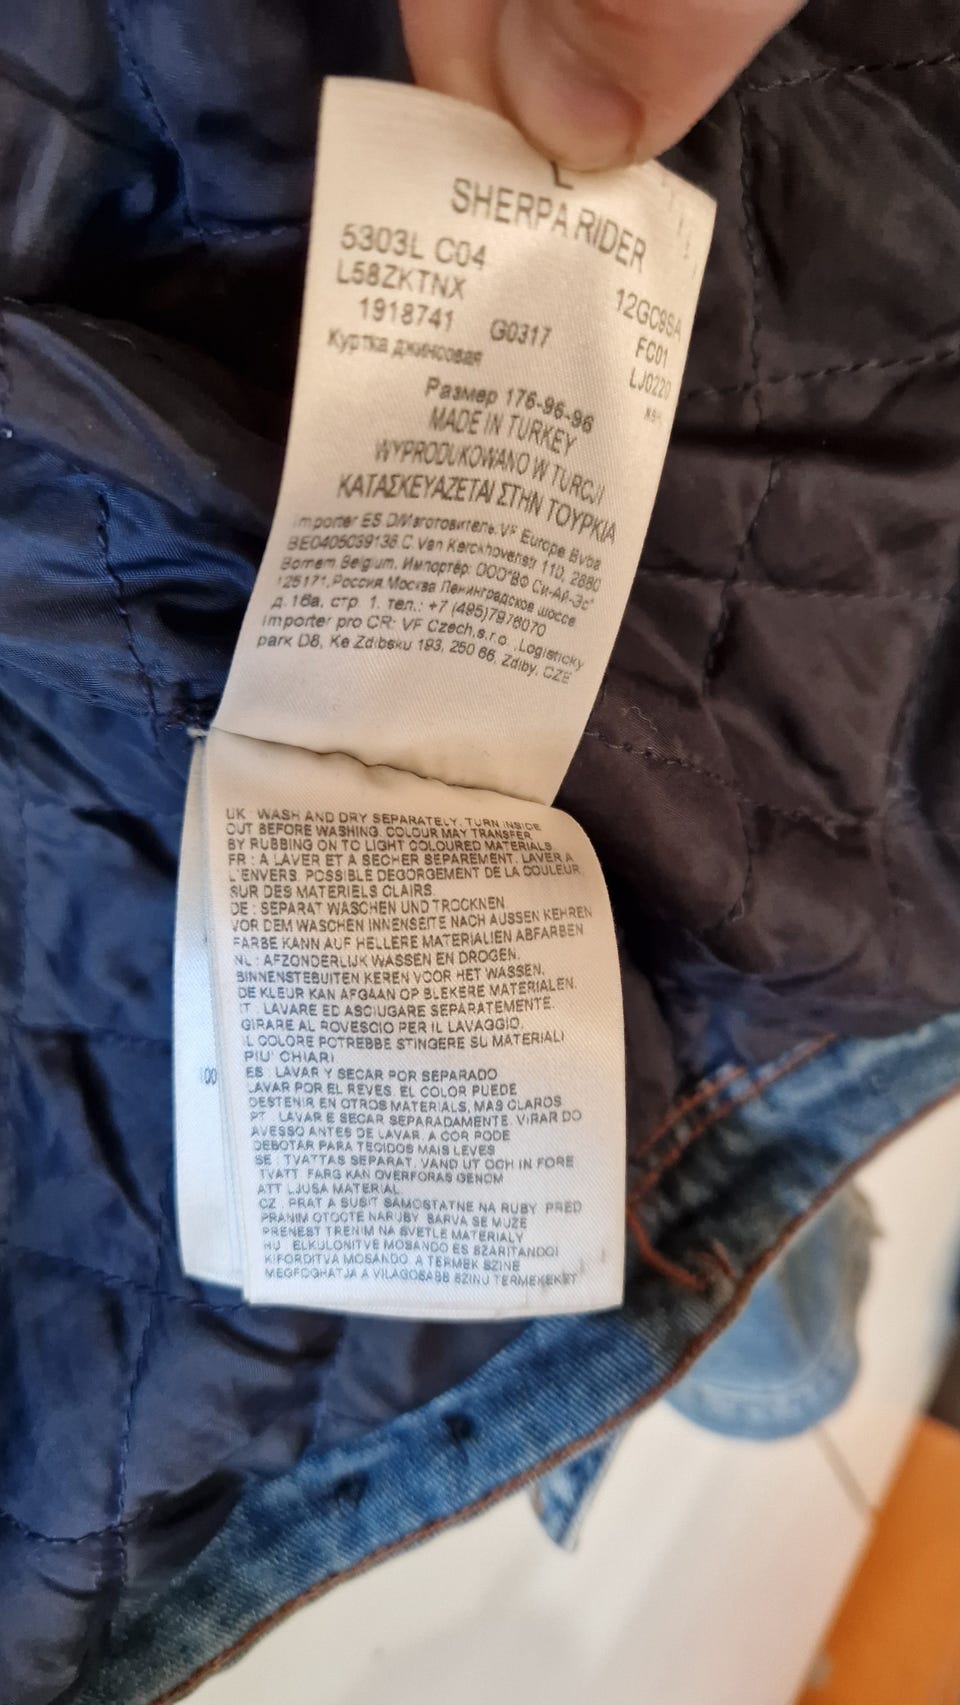 L
SHERPA RIDER
5303L C04
L58ZKTNX 12GC9SA
1918741 G0317 FC01
Куртка джинсовая LJ0220
Размер 176-96-96
MADE IN TURKEY
WYPRODUKOWANO W TURCJI
ΚΑΤΑΣΚΕΥΑΖΕΤΑΙ ΣΤΗΝ ΤΟΥΡΚΙΑ
Importer ES D/Изготовитель: VF Europe Bvba
BE0405039138.C.Van Kerckhovenstr 110, 2880
Bornem Belgium, Импортёр: ООО"ВФ Си-Ай-Эс"
125171,Россия,Москва Ленинградское шоссе
д.16а, стр. 1. тел.: +7 (495)7976070
Importer pro CR: VF Czech,s.r.o .Logisticky
park D8, Ke Zdibsku 193, 250 66, Zdiby, CZE
UK : WASH AND DRY SEPARATELY. TURN INSIDE
OUT BEFORE WASHING. COLOUR MAY TRANSFER
BY RUBBING ON TO LIGHT COLOURED MATERIALS.
FR : A LAVER ET A SECHER SEPAREMENT. LAVER A
L'ENVERS. POSSIBLE DEGORGEMENT DE LA COULEUR
SUR DES MATERIELS CLAIRS.
DE : SEPARAT WASCHEN UND TROCKNEN.
VOR DEM WASCHEN INNENSEITE NACH AUSSEN KEHREN
FARBE KANN AUF HELLERE MATERIALIEN ABFARBEN
NL : AFZONDERLIJK WASSEN EN DROGEN.
BINNENSTEBUITEN KEREN VOOR HET WASSEN.
DE KLEUR KAN AFGAAN OP BLEKERE MATERIALEN.
IT : LAVARE ED ASCIUGARE SEPARATEMENTE.
GIRARE AL ROVESCIO PER IL LAVAGGIO.
IL COLORE POTREBBE STINGERE SU MATERIALI
PIU' CHIARI
ES : LAVAR Y SECAR POR SEPARADO
LAVAR POR EL REVES. EL COLOR PUEDE
DESTENIR EN OTROS MATERIALS, MAS CLAROS
PT : LAVAR E SECAR SEPARADAMENTE. VIRAR DO
AVESSO ANTES DE LAVAR. A COR PODE
DEBOTAR PARA TECIDOS MAIS LEVES
SE : TVATTAS SEPARAT. VAND UT OCH IN FORE
TVATT. FARG KAN OVERFORAS GENOM
ATT LJUSA MATERIAL.
CZ : PRAT A SUSIT SAMOSTATNE NA RUBY. PRED
PRANIM OTOCTE NARUBY. BARVA SE MUZE
PRENEST TRENIM NA SVETLE MATERIALY
HU : ELKULONITVE MOSANDO ES SZARITANDO!
KIFORDITVA MOSANDO. A TERMEK SZINE
MEGFOGHATJA A VILAGOSABB SZINU TERMEKEKET